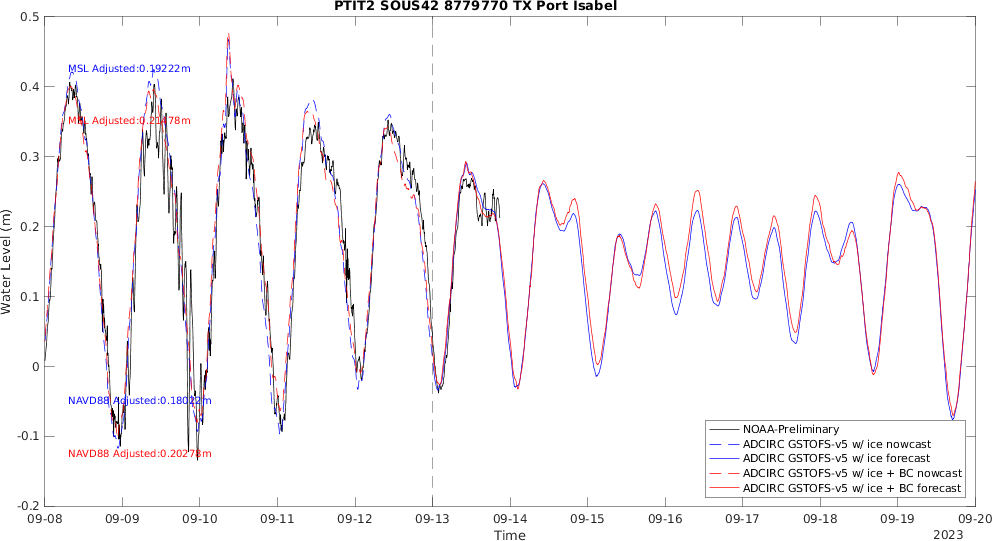 PTIT2 SOUS42 8779770 TX Port Isabel
0.5
0.4
0.3
0.2
0.1
0
-0.1
-0.2
Water Level (m)
MSL Adjusted:0.19222m
MSL Adjusted:0.21478m
NAVD88 Adjusted:0.18022m
NAVD88 Adjusted:0.20278m
NOAA-Preliminary
ADCIRC GSTOFS-v5 w/ ice nowcast
ADCIRC GSTOFS-v5 w/ ice forecast
ADCIRC GSTOFS-v5 w/ ice + BC nowcast
ADCIRC GSTOFS-v5 w/ ice + BC forecast
09-08 09-09 09-10 09-11 09-12 09-13 09-14 09-15 09-16 09-17 09-18 09-19 09-20
Time
2023